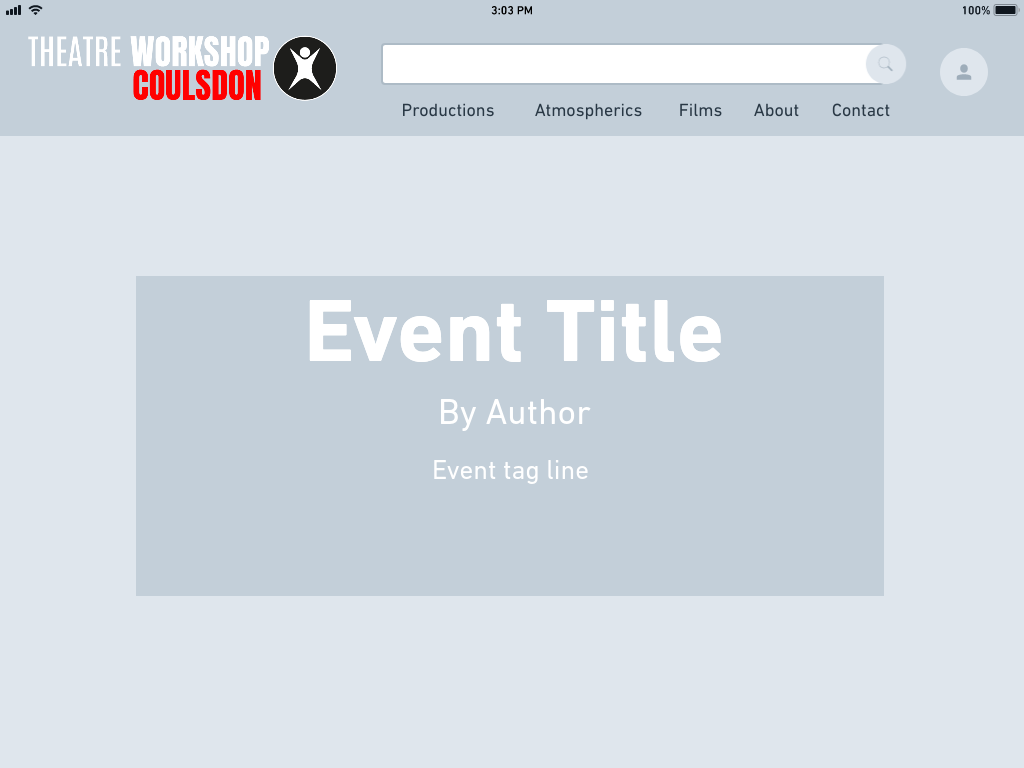 3:03 PM
100%
THEATRE WORKSHOP
COULSDON
Productions Atmospherics Films About Contact
Event Title
By Author
Event tag line